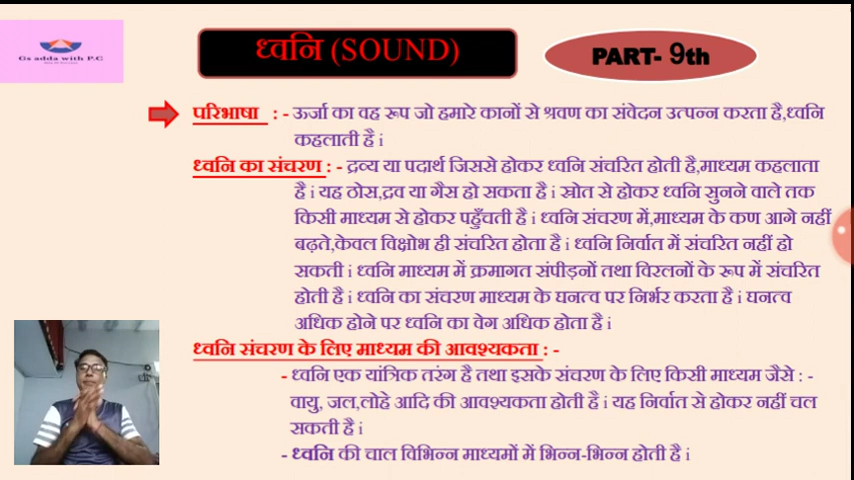 Gs adda with P.C
ध्वनि (SOUND)
PART- 9th
परिभाषा : - ऊर्जा का वह रूप जो हमारे कानों से श्रवण का संवेदन उत्पन्न करता है,ध्वनि
कहलाती है i
ध्वनि का संचरण : - द्रव्य या पदार्थ जिससे होकर ध्वनि संचरित होती है,माध्यम कहलाता
है i यह ठोस,द्रव या गैस हो सकता है i स्रोत से होकर ध्वनि सुनने वाले तक
किसी माध्यम से होकर पहुँचती है i ध्वनि संचरण में,माध्यम के कण आगे नहीं
बढ़ते,केवल विक्षोभ ही संचरित होता है i ध्वनि निर्वात में संचरित नहीं हो
सकती i ध्वनि माध्यम में क्रमागत संपीड़नों तथा विरलनों के रूप में संचरित
होती है i ध्वनि का संचरण माध्यम के घनत्व पर निर्भर करता है i घनत्व
अधिक होने पर ध्वनि का वेग अधिक होता है i
ध्वनि संचरण के लिए माध्यम की आवश्यकता : -
- ध्वनि एक यांत्रिक तरंग है तथा इसके संचरण के लिए किसी माध्यम जैसे : -
वायु, जल,लोहे आदि की आवश्यकता होती है i यह निर्वात से होकर नहीं चल
सकती है i
- ध्वनि की चाल विभिन्न माध्यमों में भिन्न-भिन्न होती है i